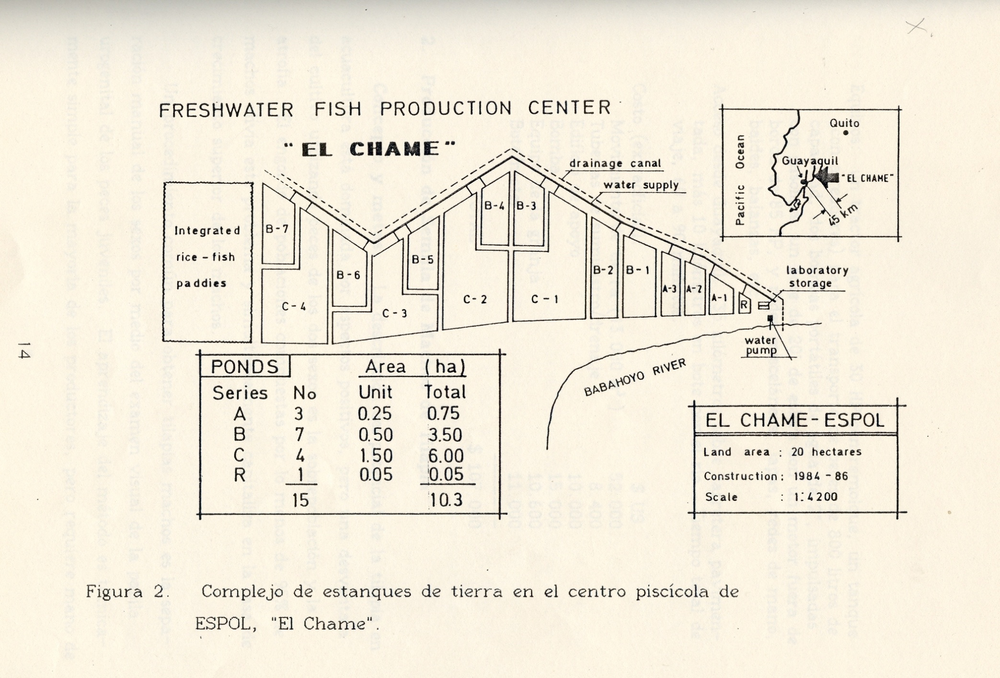 FRESHWATER FISH PRODUCTION CENTER
"EL CHAME"
drainage canal
water supply
Quito
Guayaquil
"EL CHAME"
Pacific Ocean
45 km
Integrated
rice-fish
paddies
B-7
B-6
B-5
B-4
B-3
B-2
B-1
A-3
A-2
A-1
R
C-4
C-3
C-2
C-1
laboratory
storage
water
pump
BABAHOYO RIVER
PONDS Area (ha)
Series No Unit Total
A 3 0.25 0.75
B 7 0.50 3.50
C 4 1.50 6.00
R 1 0.05 0.05
15 10.3
EL CHAME-ESPOL
Land area : 20 hectares
Construction : 1984-86
Scale : 1:4200
14
Figura 2. Complejo de estanques de tierra en el centro piscícola de
ESPOL, "El Chame".